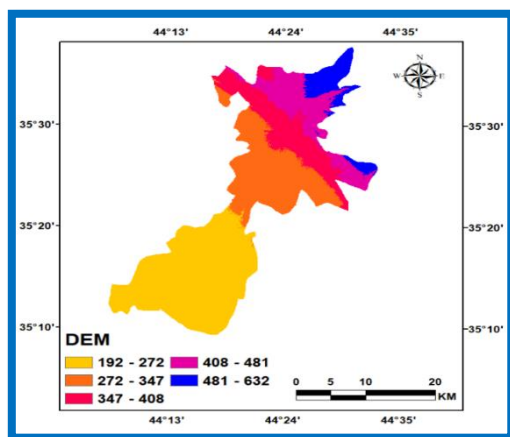 44°13' 44°24' 44°35'
N
W E
S
35°30' 35°30'
35°20' 35°20'
35°10' 35°10'
DEM
192 - 272 408 - 481
272 - 347 481 - 632
347 - 408
0 5 10 20
KM
44°13' 44°24' 44°35'